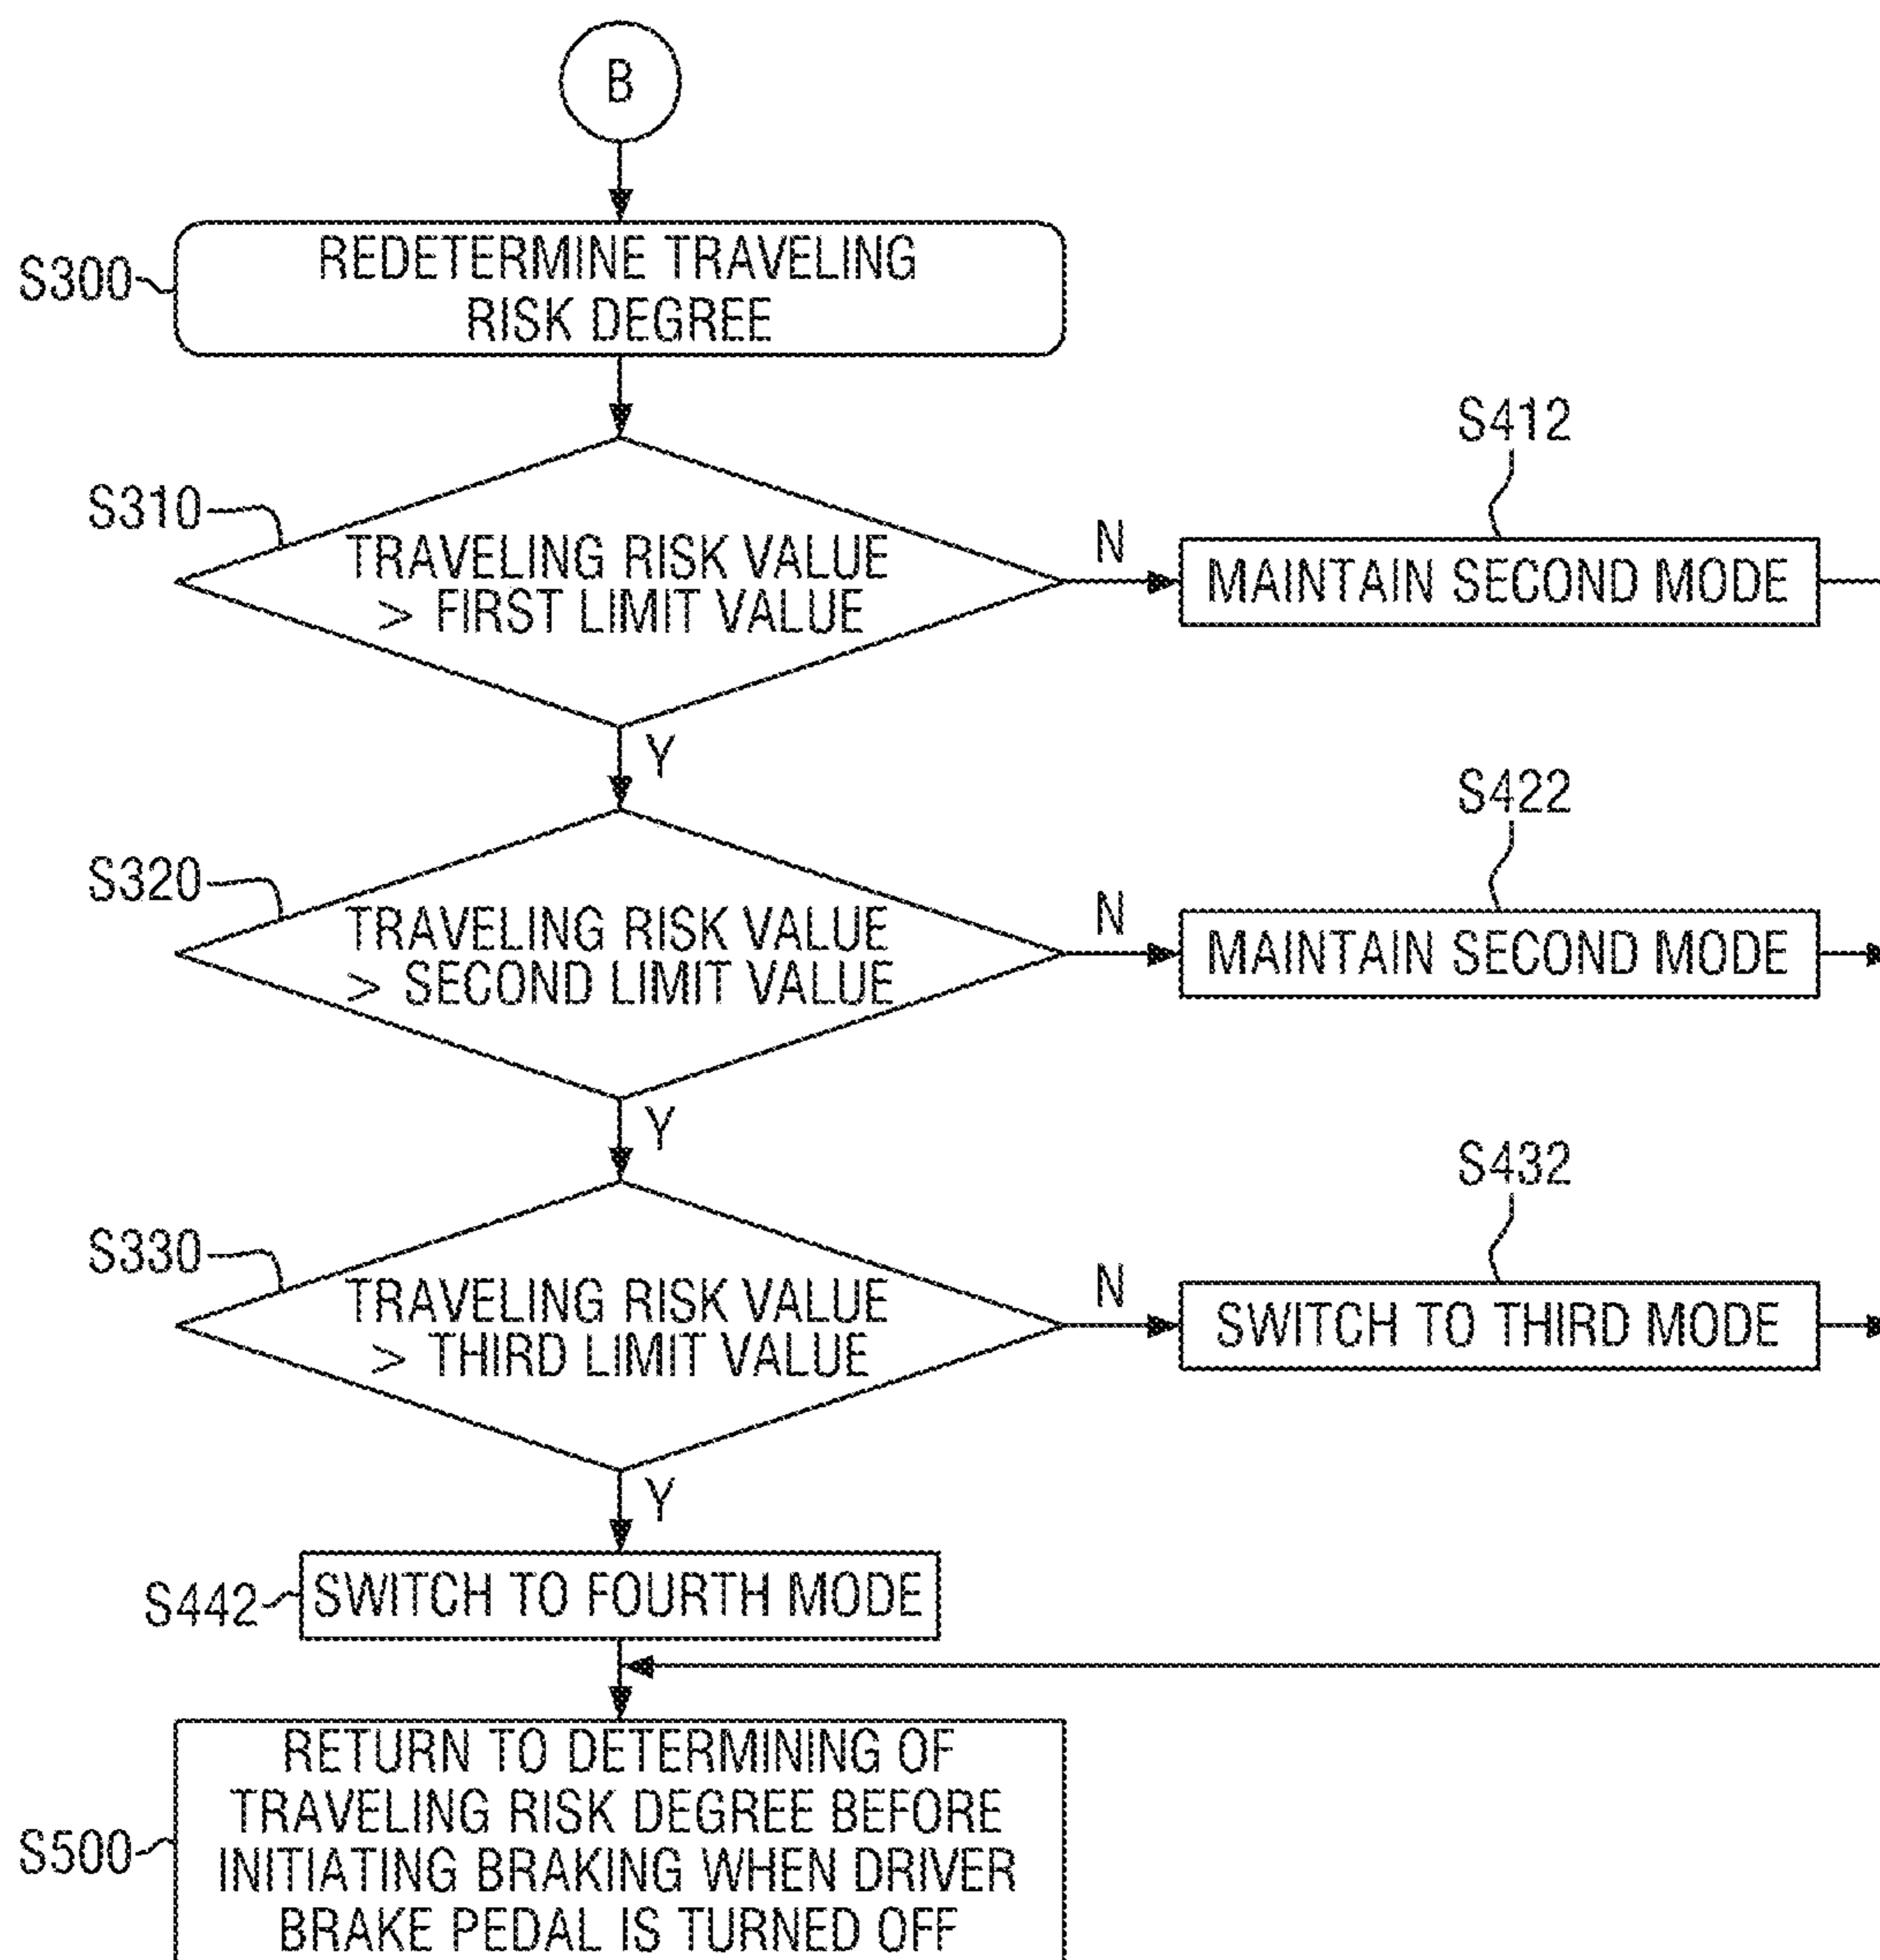 B
S300
REDETERMINE TRAVELING
RISK DEGREE
S310
TRAVELING RISK VALUE
> FIRST LIMIT VALUE
N
S412
MAINTAIN SECOND MODE
Y
S320
TRAVELING RISK VALUE
> SECOND LIMIT VALUE
N
S422
MAINTAIN SECOND MODE
Y
S330
TRAVELING RISK VALUE
> THIRD LIMIT VALUE
N
S432
SWITCH TO THIRD MODE
Y
S442
SWITCH TO FOURTH MODE
S500
RETURN TO DETERMINING OF
TRAVELING RISK DEGREE BEFORE
INITIATING BRAKING WHEN DRIVER
BRAKE PEDAL IS TURNED OFF